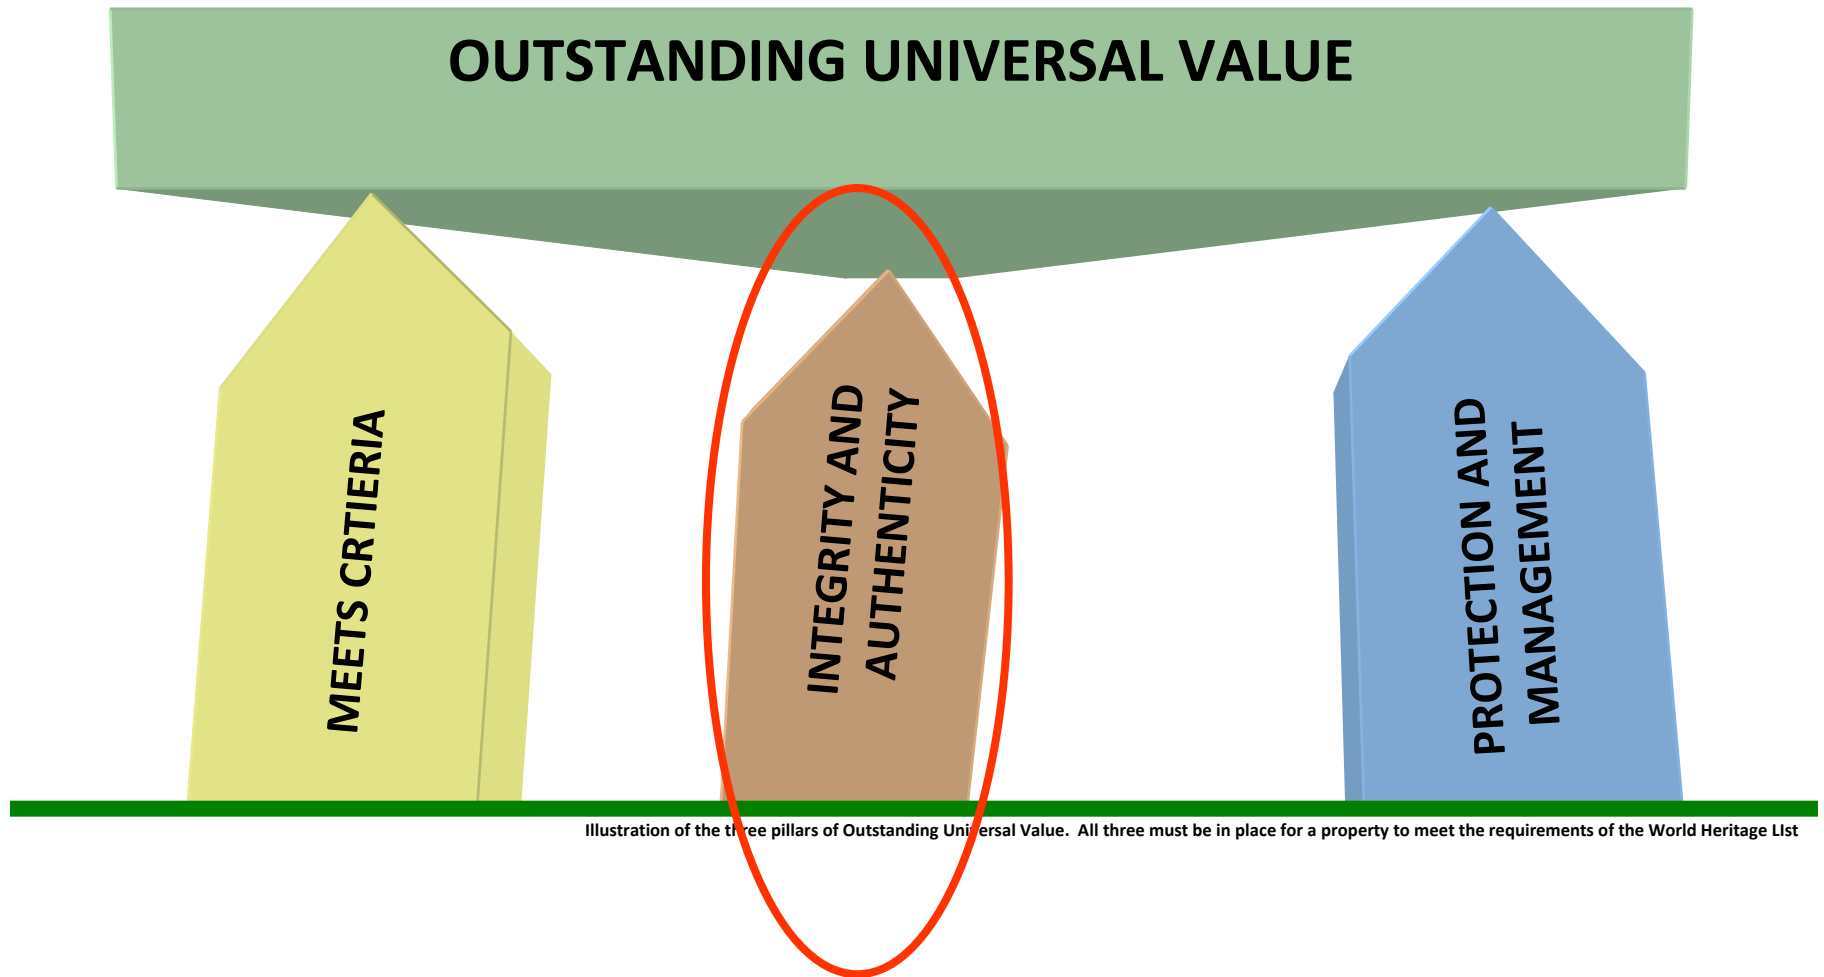 OUTSTANDING UNIVERSAL VALUE
MEETS CRTIERIA
INTEGRITY AND
AUTHENTICITY
PROTECTION AND
MANAGEMENT
Illustration of the three pillars of Outstanding Universal Value.  All three must be in place for a property to meet the requirements of the World Heritage LIst